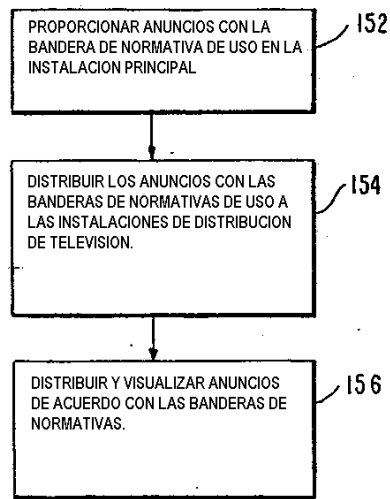 PROPORCIONAR ANUNCIOS CON LA
BANDERA DE NORMATIVA DE USO EN LA
INSTALACION PRINCIPAL
152
DISTRIBUIR LOS ANUNCIOS CON LAS
BANDERAS DE NORMATIVAS DE USO A
LAS INSTALACIONES DE DISTRIBUCION
DE TELEVISION.
154
DISTRIBUIR Y VISUALIZAR ANUNCIOS
DE ACUERDO CON LAS BANDERAS DE
NORMATIVAS.
156